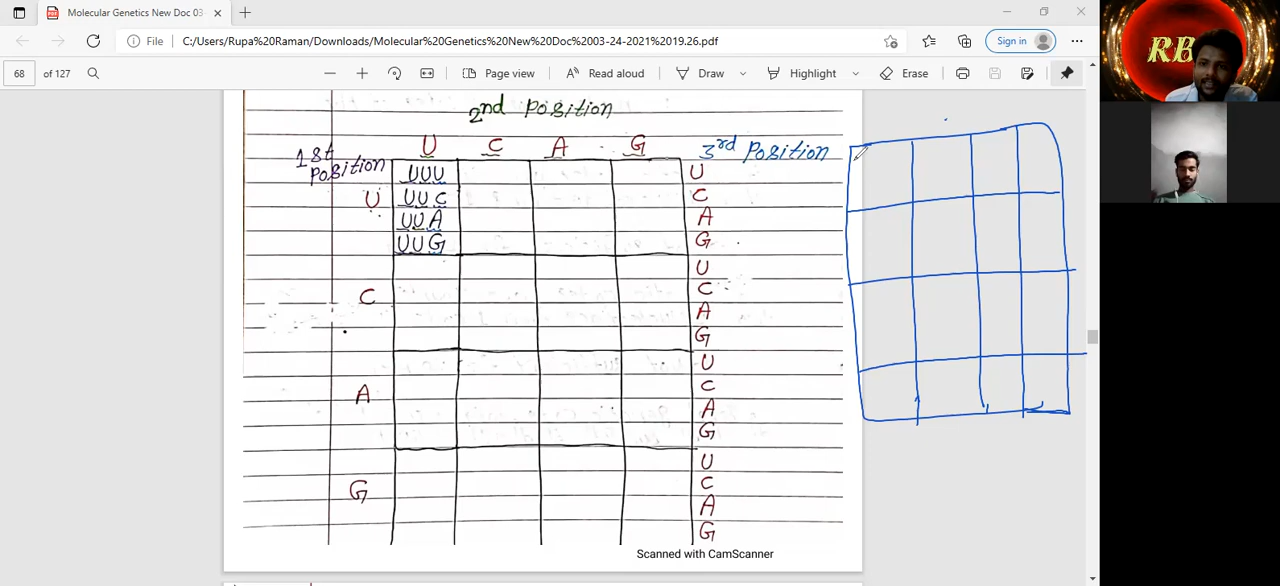 Molecular Genetics New Doc 03-
File C:/Users/Rupa%20Raman/Downloads/Molecular%20Genetics%20New%20Doc%2003-24-2021%2019.26.pdf
Sign in
68 of 127
Page view
Read aloud
Draw
Highlight
Erase
RB
2nd Position
U C A G
1st Position
3rd Position
UUU U
U UUC C
UUA A
UUG G
U
C C
A
G
U
C
A A
G
U
C
G A
G
Scanned with CamScanner